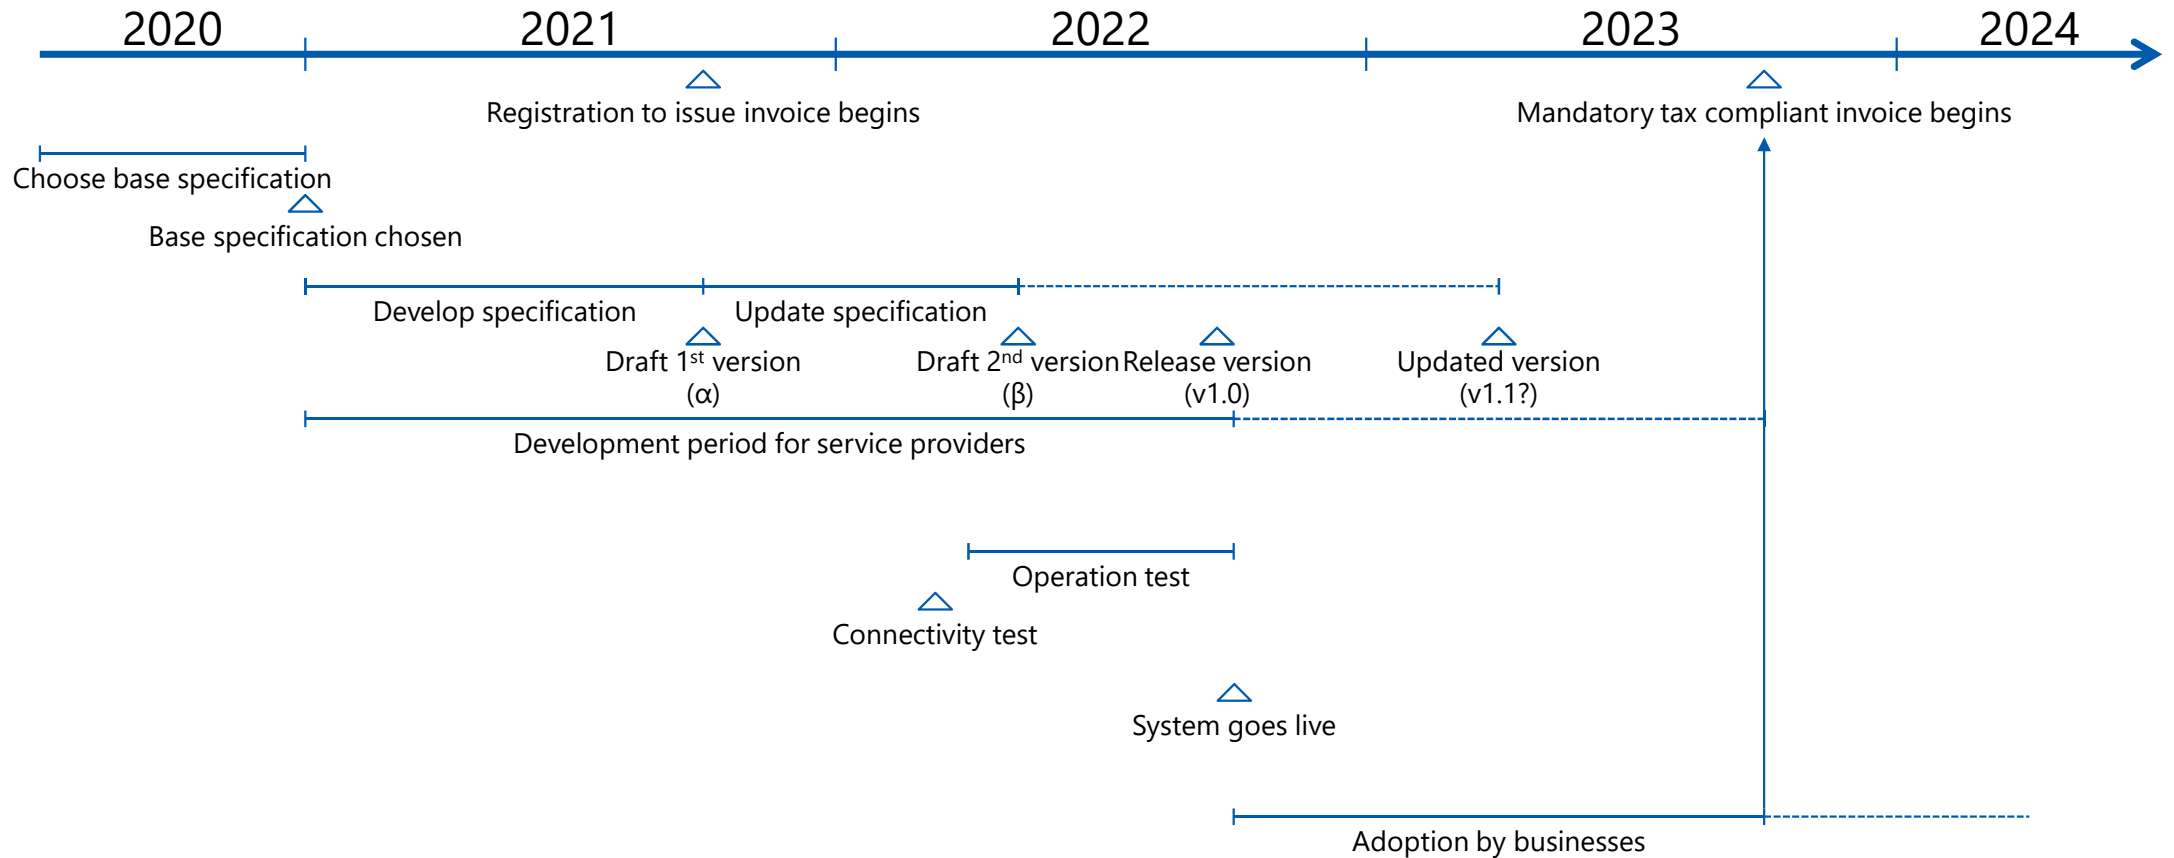 2020
2021
2022
2023
2024
Registration to issue invoice begins
Mandatory tax compliant invoice begins
Choose base specification
Base specification chosen
Develop specification
Update specification
Draft 1st version
(α)
Draft 2nd version
(β)
Release version
(v1.0)
Updated version
(v1.1?)
Development period for service providers
Operation test
Connectivity test
System goes live
Adoption by businesses